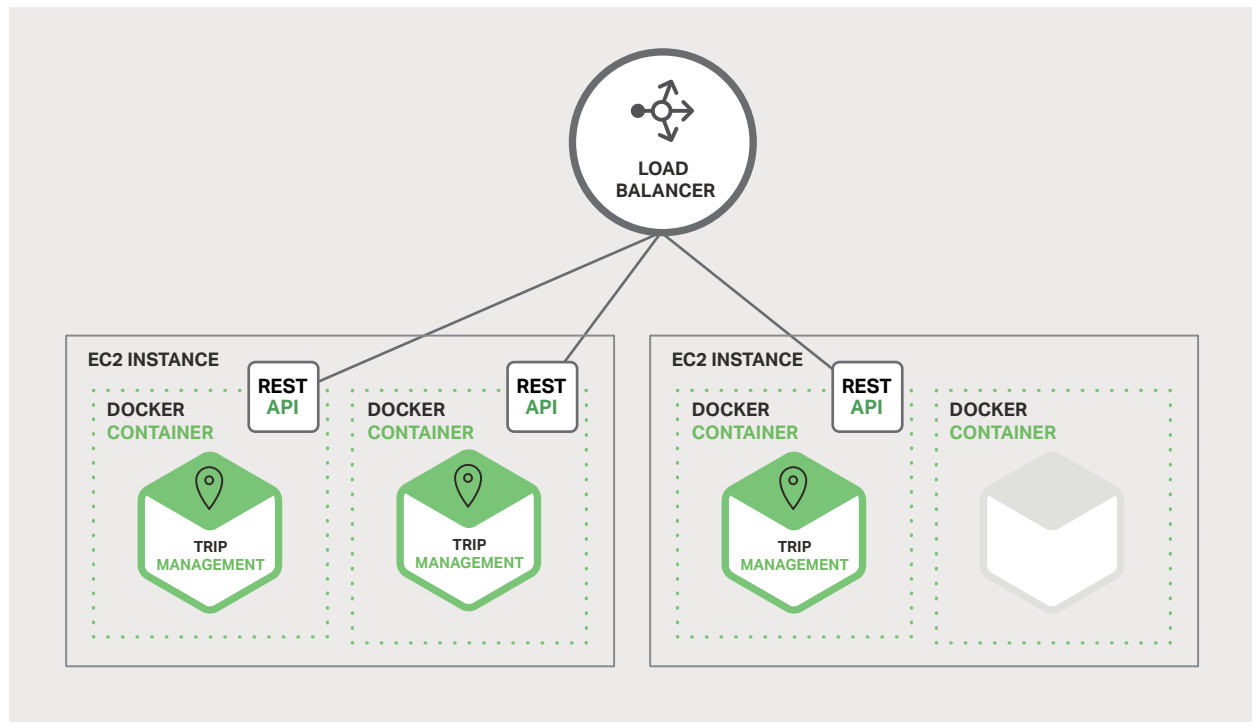 LOAD
BALANCER
EC2 INSTANCE
REST
API
DOCKER
CONTAINER
TRIP
MANAGEMENT
REST
API
DOCKER
CONTAINER
TRIP
MANAGEMENT
EC2 INSTANCE
REST
API
DOCKER
CONTAINER
TRIP
MANAGEMENT
DOCKER
CONTAINER